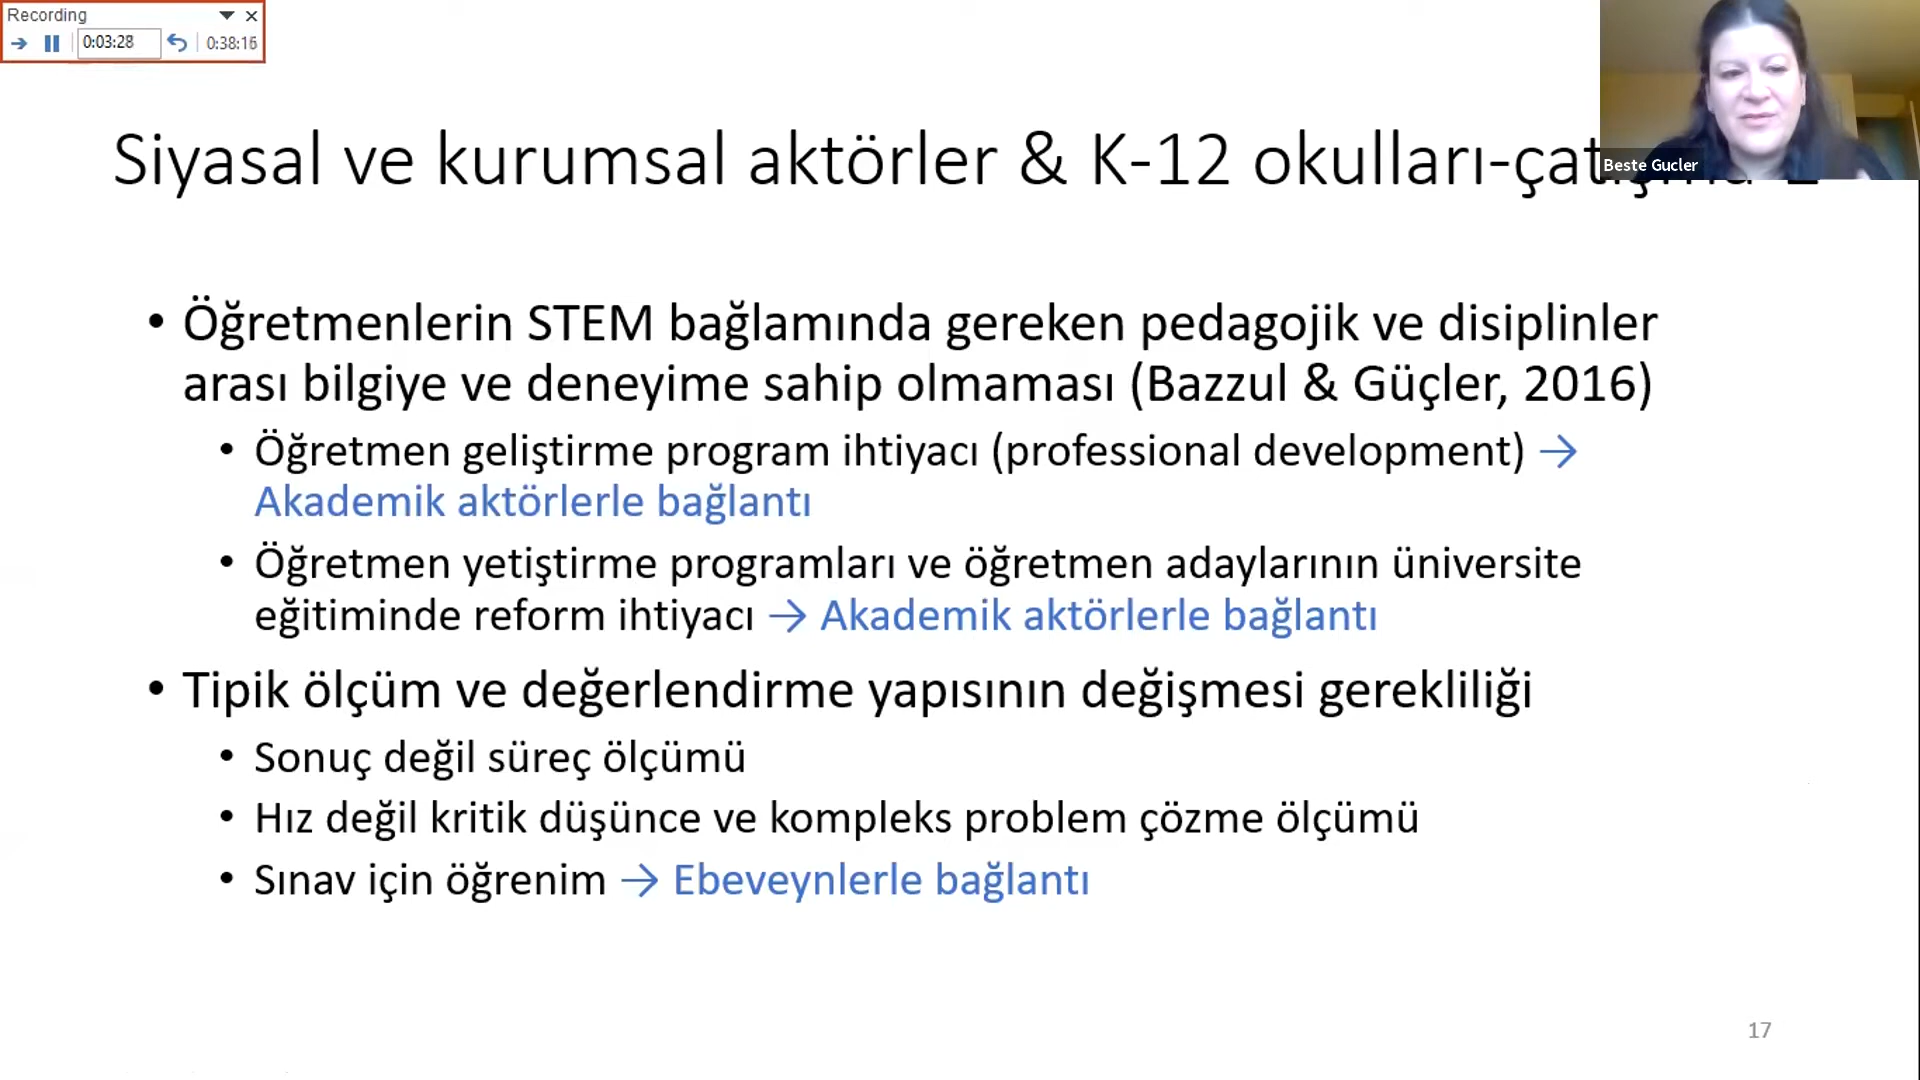 Recording
0:03:28
0:38:16
Siyasal ve kurumsal aktörler & K-12 okulları-çatışma
Beste Gucler
• Öğretmenlerin STEM bağlamında gereken pedagojik ve disiplinler
arası bilgiye ve deneyime sahip olmaması (Bazzul & Güçler, 2016)
• Öğretmen geliştirme program ihtiyacı (professional development) →
Akademik aktörlerle bağlantı
• Öğretmen yetiştirme programları ve öğretmen adaylarının üniversite
eğitiminde reform ihtiyacı → Akademik aktörlerle bağlantı
• Tipik ölçüm ve değerlendirme yapısının değişmesi gerekliliği
• Sonuç değil süreç ölçümü
• Hız değil kritik düşünce ve kompleks problem çözme ölçümü
• Sınav için öğrenim → Ebeveynlerle bağlantı
17